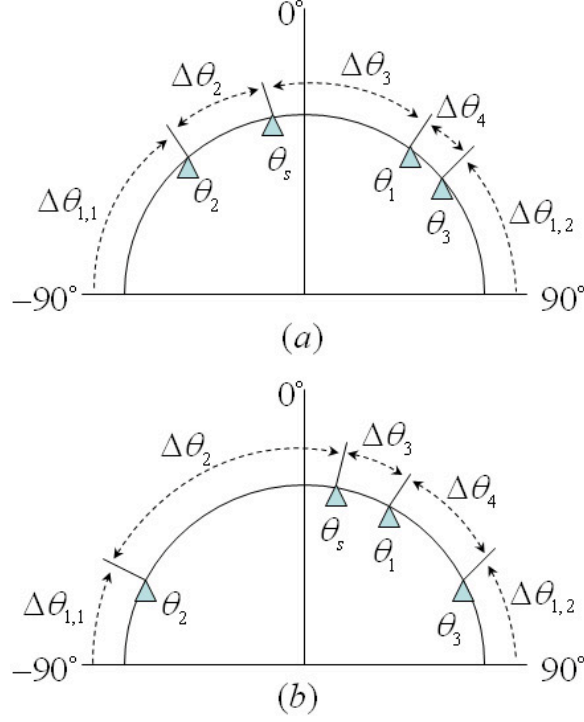 0°
Δθ₂ Δθ₃
Δθ₄
θₛ θ₁
Δθ₁,₁ θ₂ θ₃ Δθ₁,₂
−90° 90°
(a)
0°
Δθ₂ Δθ₃
Δθ₄
θₛ θ₁
Δθ₁,₁ θ₂ θ₃ Δθ₁,₂
−90° 90°
(b)